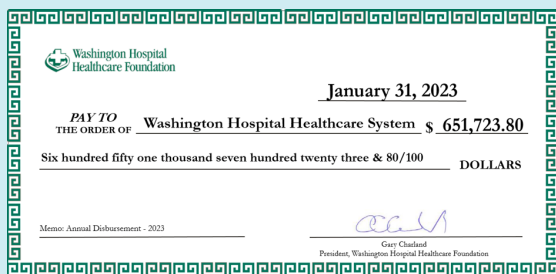 Washington Hospital
Healthcare Foundation
January 31, 2023
PAY TO
THE ORDER OF Washington Hospital Healthcare System $ 651,723.80
Six hundred fifty one thousand seven hundred twenty three & 80/100 DOLLARS
Memo: Annual Disbursement - 2023
Gary Charland
President, Washington Hospital Healthcare Foundation